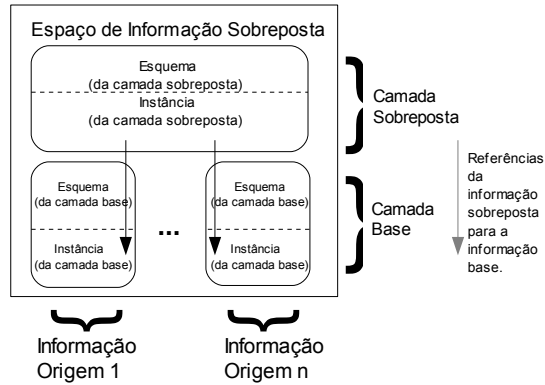 Espaço de Informação Sobreposta
Esquema
(da camada sobreposta)
Instância
(da camada sobreposta)
Camada
Sobreposta
Referências
da
informação
sobreposta
para a
informação
base.
Esquema
(da camada base)
Instância
(da camada base)
...
Esquema
(da camada base)
Instância
(da camada base)
Camada
Base
Informação
Origem 1
Informação
Origem n